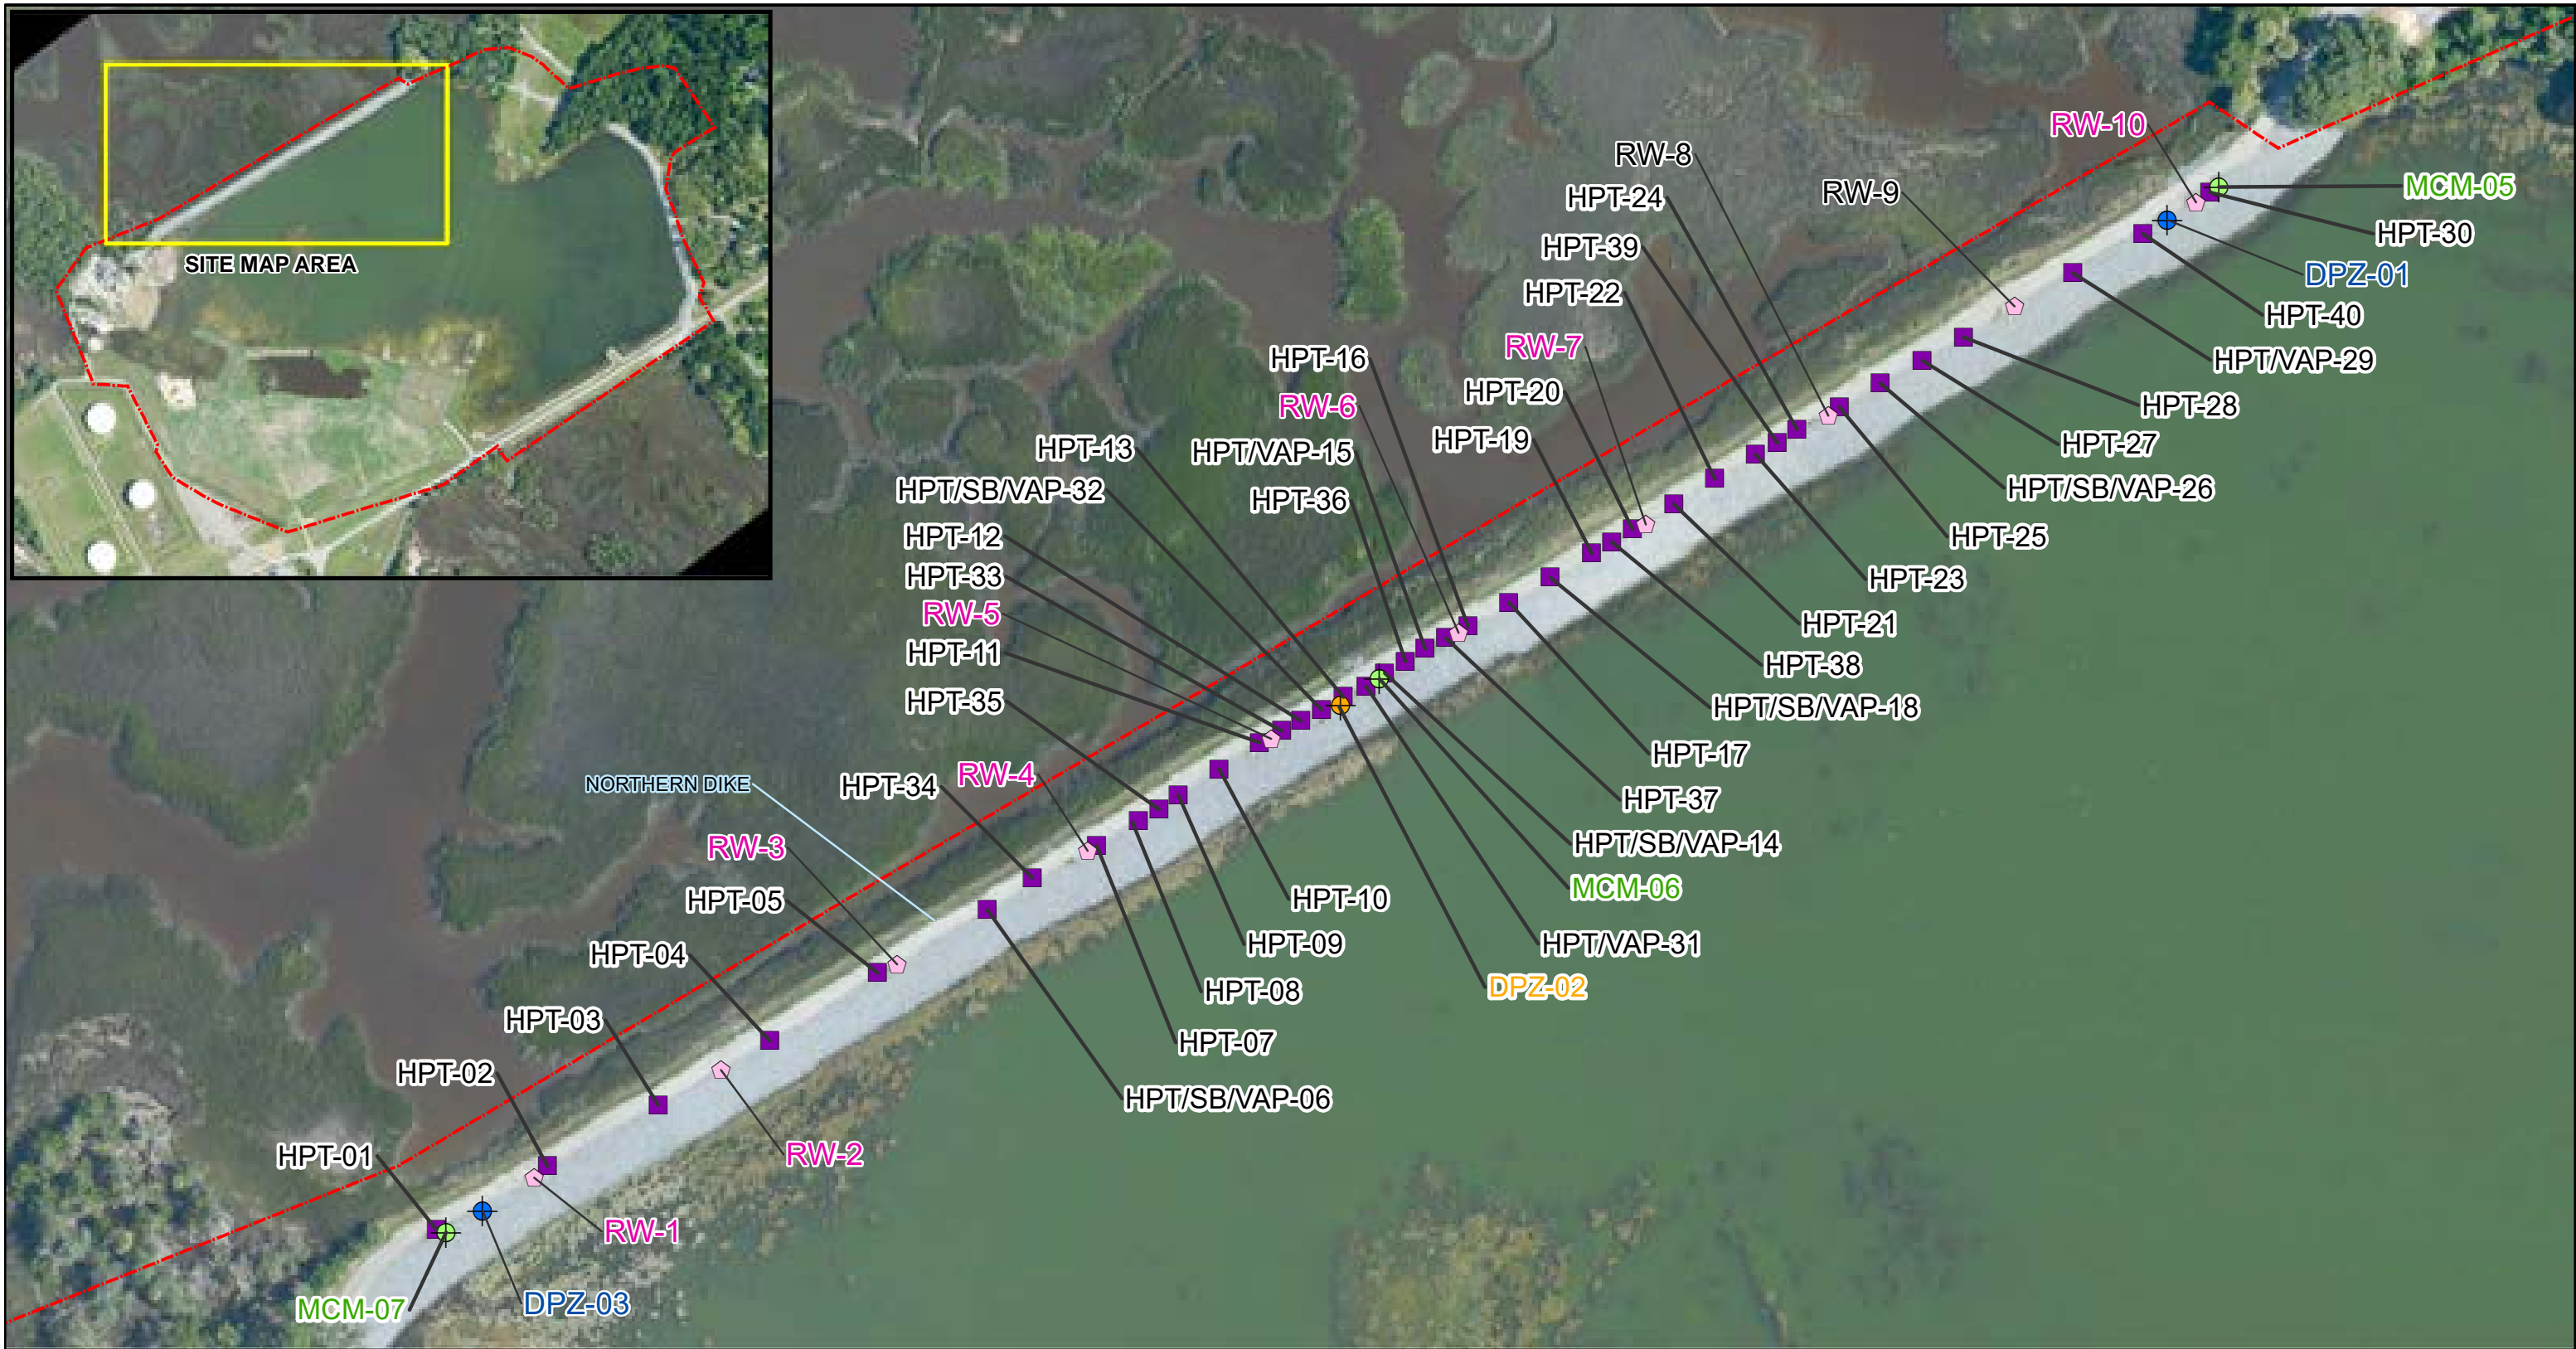 SITE MAP AREA
RW-10
RW-8
MCM-05
RW-9
HPT-24
HPT-30
HPT-39
DPZ-01
HPT-22
HPT-40
RW-7
HPT-16
HPT/VAP-29
HPT-20
RW-6
HPT-28
HPT-19
HPT-27
HPT-13
HPT/VAP-15
HPT/SB/VAP-32
HPT/SB/VAP-26
HPT-36
HPT-12
HPT-25
HPT-33
HPT-23
RW-5
HPT-21
HPT-11
HPT-38
HPT-35
HPT/SB/VAP-18
HPT-17
RW-4
NORTHERN DIKE
HPT-34
HPT-37
RW-3
HPT/SB/VAP-14
MCM-06
HPT-05
HPT-10
HPT-09
HPT/VAP-31
HPT-04
DPZ-02
HPT-08
HPT-03
HPT-07
HPT-02
HPT/SB/VAP-06
HPT-01
RW-2
RW-1
DPZ-03
MCM-07